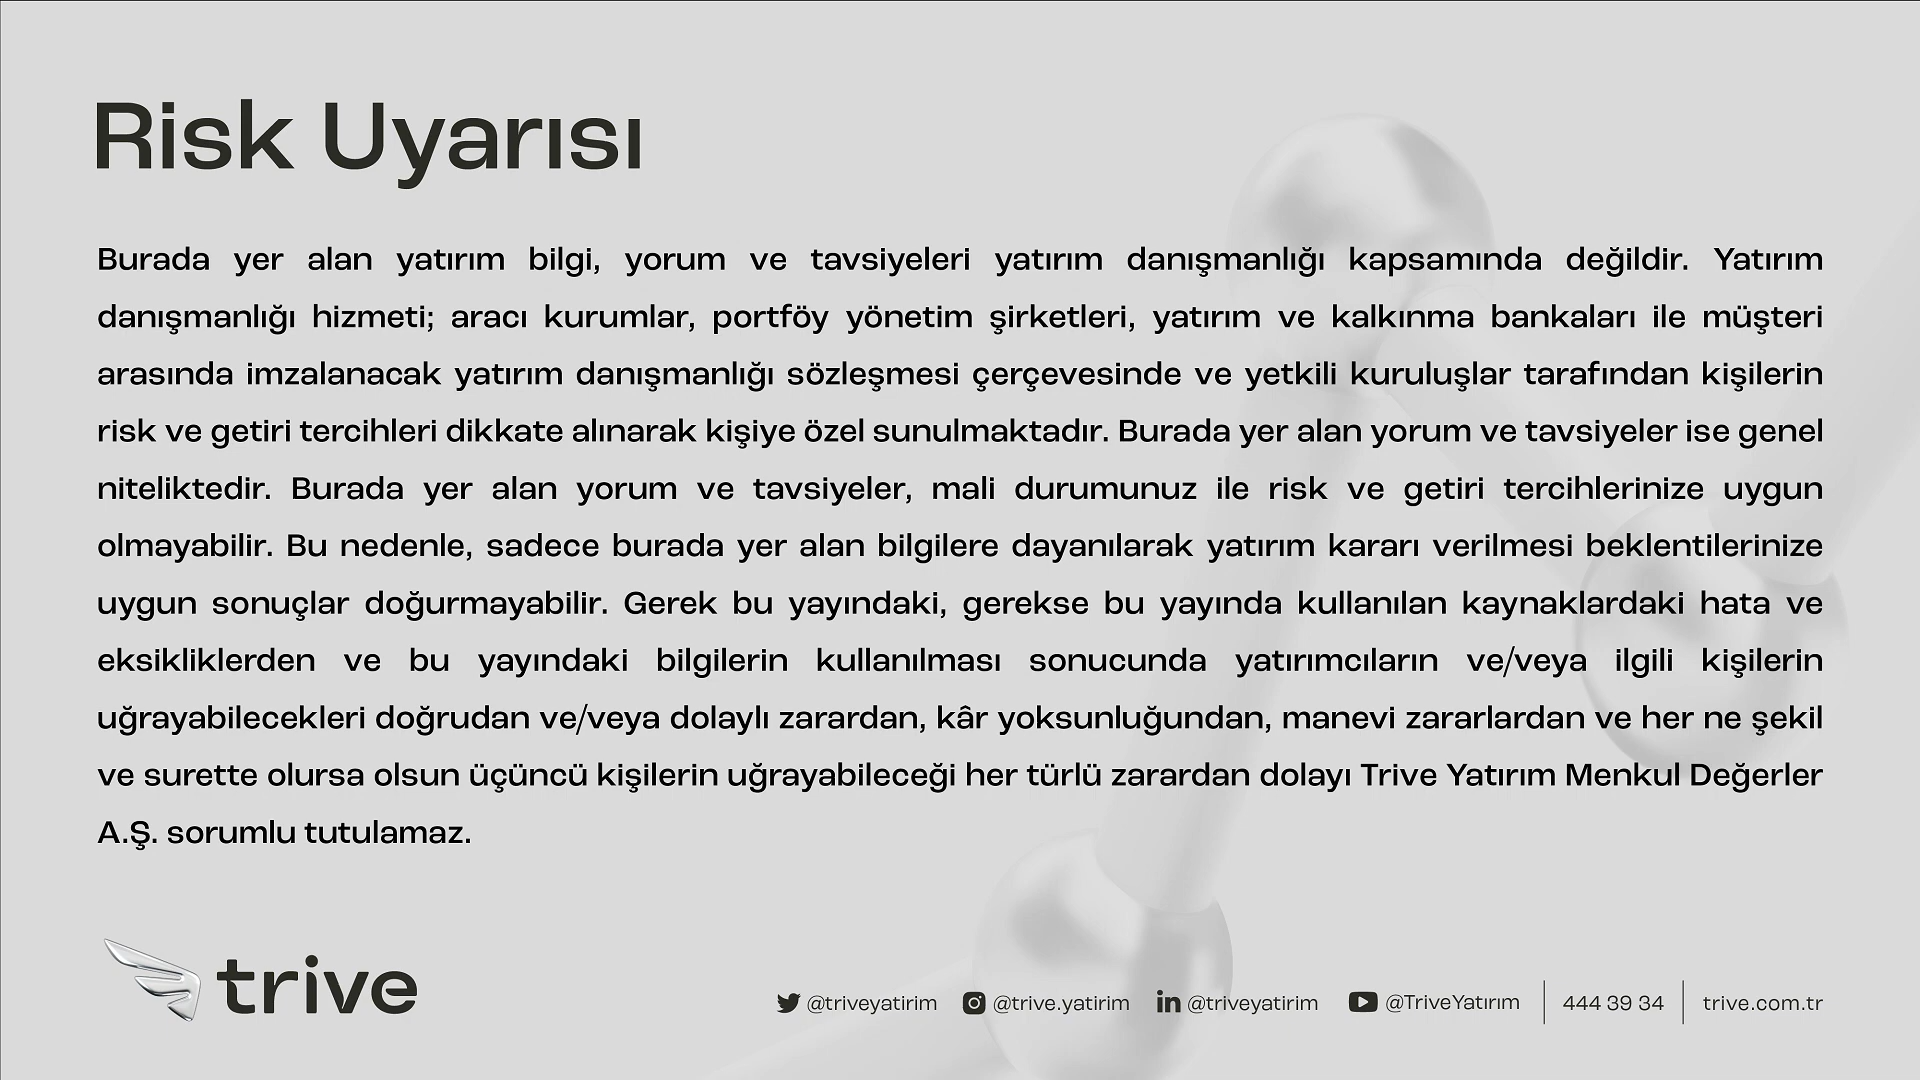 Risk Uyarısı
Burada yer alan yatırım bilgi, yorum ve tavsiyeleri yatırım danışmanlığı kapsamında değildir. Yatırım
danışmanlığı hizmeti; aracı kurumlar, portföy yönetim şirketleri, yatırım ve kalkınma bankaları ile müşteri
arasında imzalanacak yatırım danışmanlığı sözleşmesi çerçevesinde ve yetkili kuruluşlar tarafından kişilerin
risk ve getiri tercihleri dikkate alınarak kişiye özel sunulmaktadır. Burada yer alan yorum ve tavsiyeler ise genel
niteliktedir. Burada yer alan yorum ve tavsiyeler, mali durumunuz ile risk ve getiri tercihlerinize uygun
olmayabilir. Bu nedenle, sadece burada yer alan bilgilere dayanılarak yatırım kararı verilmesi beklentilerinize
uygun sonuçlar doğurmayabilir. Gerek bu yayındaki, gerekse bu yayında kullanılan kaynaklardaki hata ve
eksikliklerden ve bu yayındaki bilgilerin kullanılması sonucunda yatırımcıların ve/veya ilgili kişilerin
uğrayabilecekleri doğrudan ve/veya dolaylı zarardan, kâr yoksunluğundan, manevi zararlardan ve her ne şekil
ve surette olursa olsun üçüncü kişilerin uğrayabileceği her türlü zarardan dolayı Trive Yatırım Menkul Değerler
A.Ş. sorumlu tutulamaz.
trive
@triveyatirim @trive.yatirim @triveyatirim @TriveYatırım 444 39 34 trive.com.tr